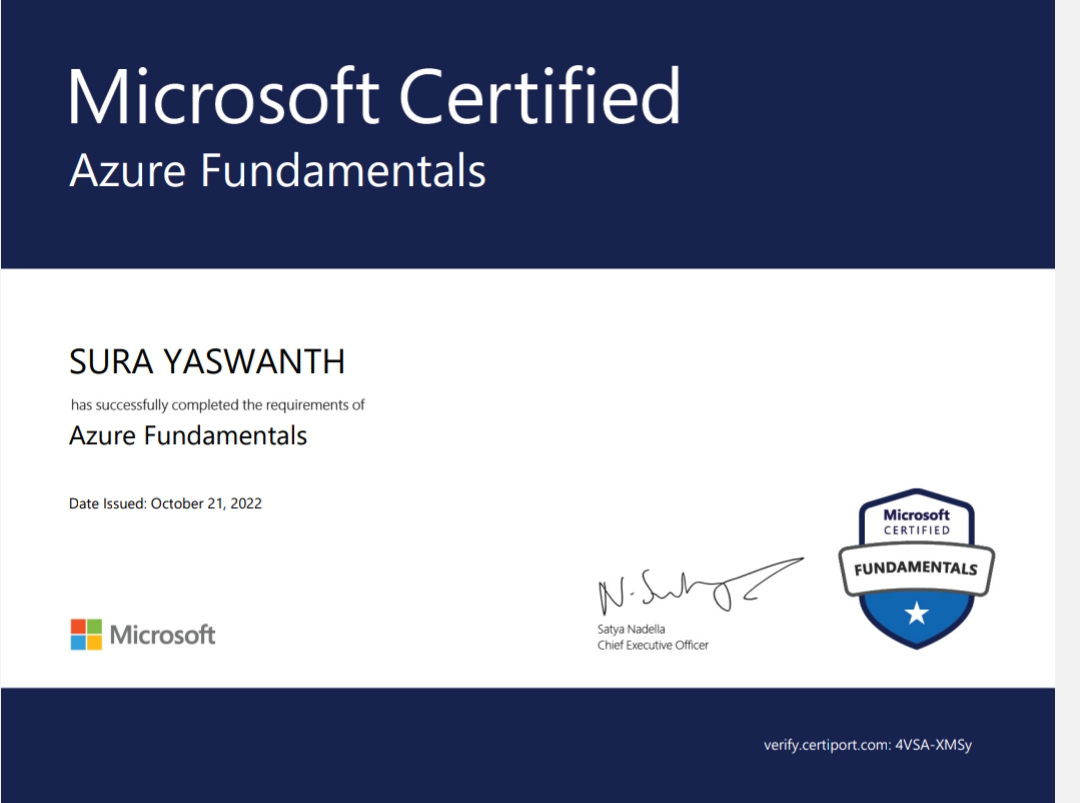 Microsoft Certified
Azure Fundamentals
SURA YASWANTH
has successfully completed the requirements of
Azure Fundamentals
Date Issued: October 21, 2022
Microsoft
CERTIFIED
FUNDAMENTALS
N. Satya
Satya Nadella
Chief Executive Officer
Microsoft
verify.certiport.com: 4VSA-XMSy